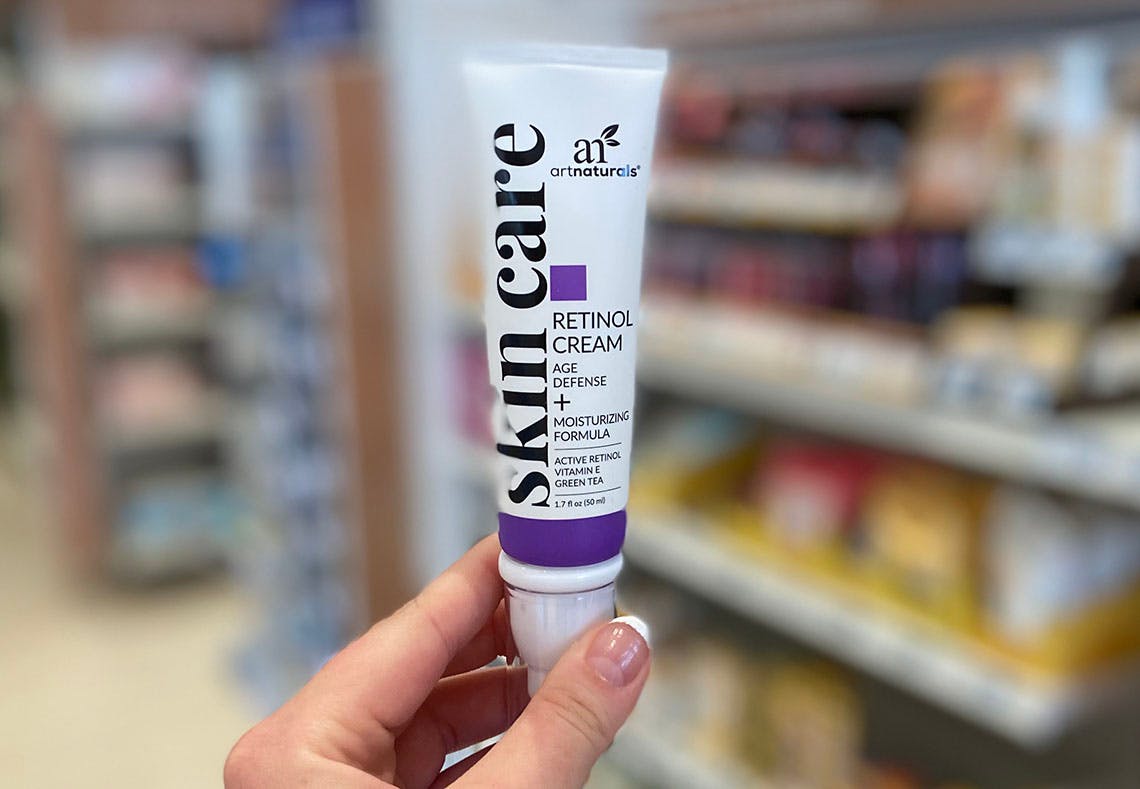 an
artnaturals®
skin care
RETINOL
CREAM
AGE
DEFENSE
+
MOISTURIZING
FORMULA
ACTIVE RETINOL
VITAMIN E
GREEN TEA
1.7 fl oz (50 ml)